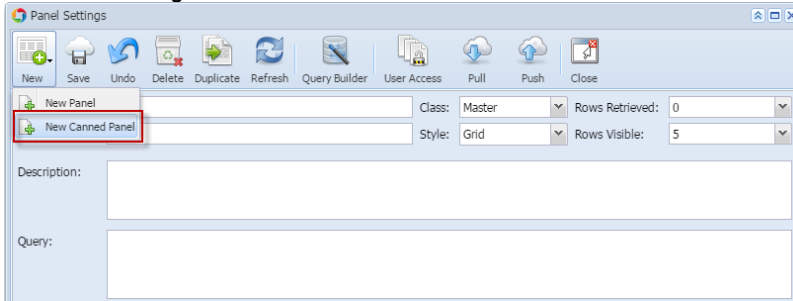 Panel Settings
New Save Undo Delete Duplicate Refresh Query Builder User Access Pull Push Close
New Panel
Class: Master Rows Retrieved: 0
New Canned Panel
Style: Grid Rows Visible: 5
Description:
Query: